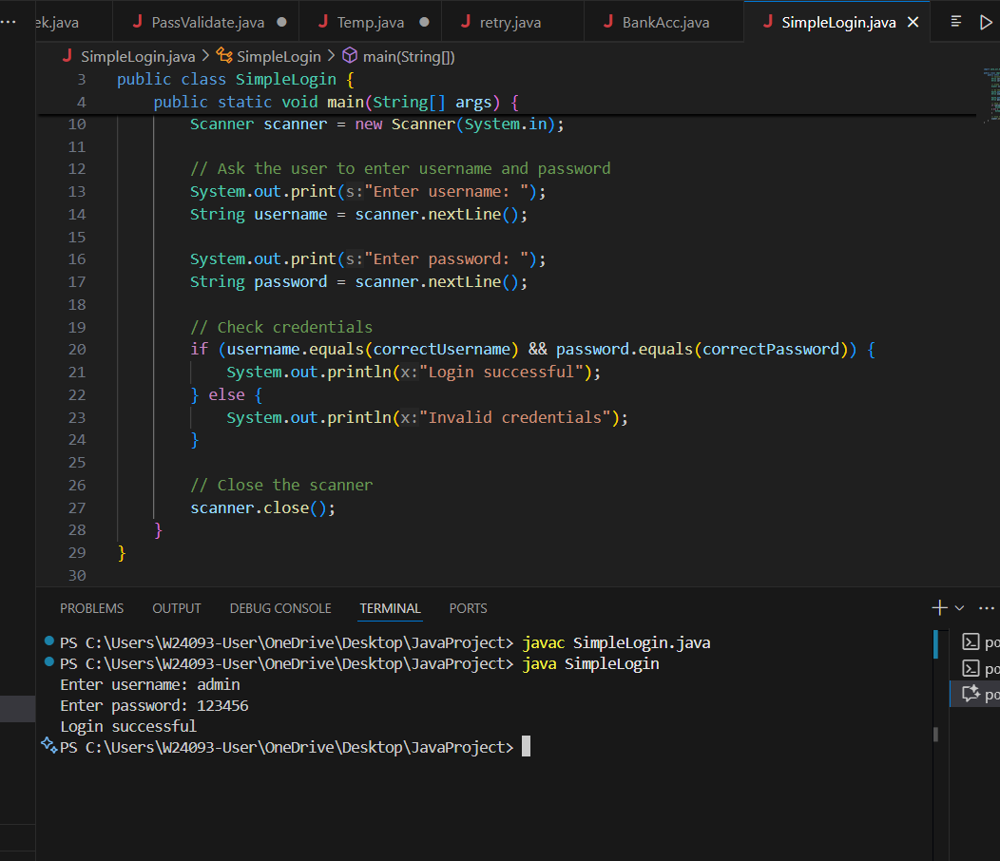 ek.java PassValidate.java Temp.java retry.java BankAcc.java SimpleLogin.java
SimpleLogin.java > SimpleLogin > main(String[])
3 public class SimpleLogin {
4 public static void main(String[] args) {
10 Scanner scanner = new Scanner(System.in);
11
12 // Ask the user to enter username and password
13 System.out.print(s:"Enter username: ");
14 String username = scanner.nextLine();
15
16 System.out.print(s:"Enter password: ");
17 String password = scanner.nextLine();
18
19 // Check credentials
20 if (username.equals(correctUsername) && password.equals(correctPassword)) {
21 System.out.println(x:"Login successful");
22 } else {
23 System.out.println(x:"Invalid credentials");
24 }
25
26 // Close the scanner
27 scanner.close();
28 }
29 }
30
PROBLEMS OUTPUT DEBUG CONSOLE TERMINAL PORTS
PS C:\Users\W24093-User\OneDrive\Desktop\JavaProject> javac SimpleLogin.java
PS C:\Users\W24093-User\OneDrive\Desktop\JavaProject> java SimpleLogin
Enter username: admin
Enter password: 123456
Login successful
PS C:\Users\W24093-User\OneDrive\Desktop\JavaProject>
po
po
po